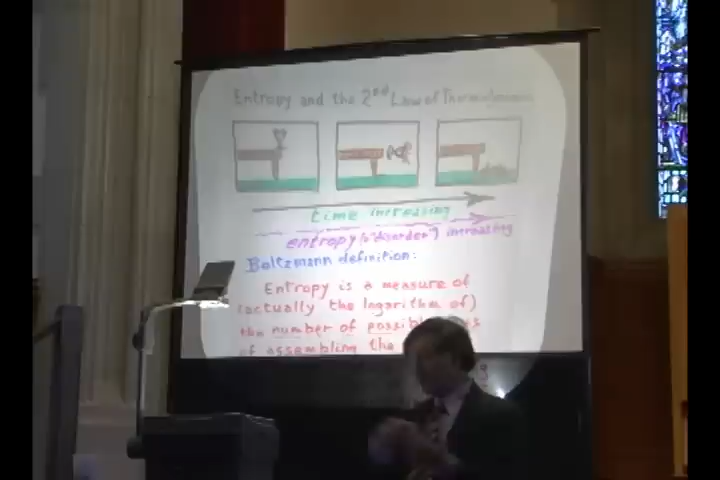 Entropy and the 2nd Law of Thermodynamics
time increasing
entropy (or "disorder") increasing
Boltzmann definition:
Entropy is a measure of
(actually the logarithm of)
the number of possible
of assembling the